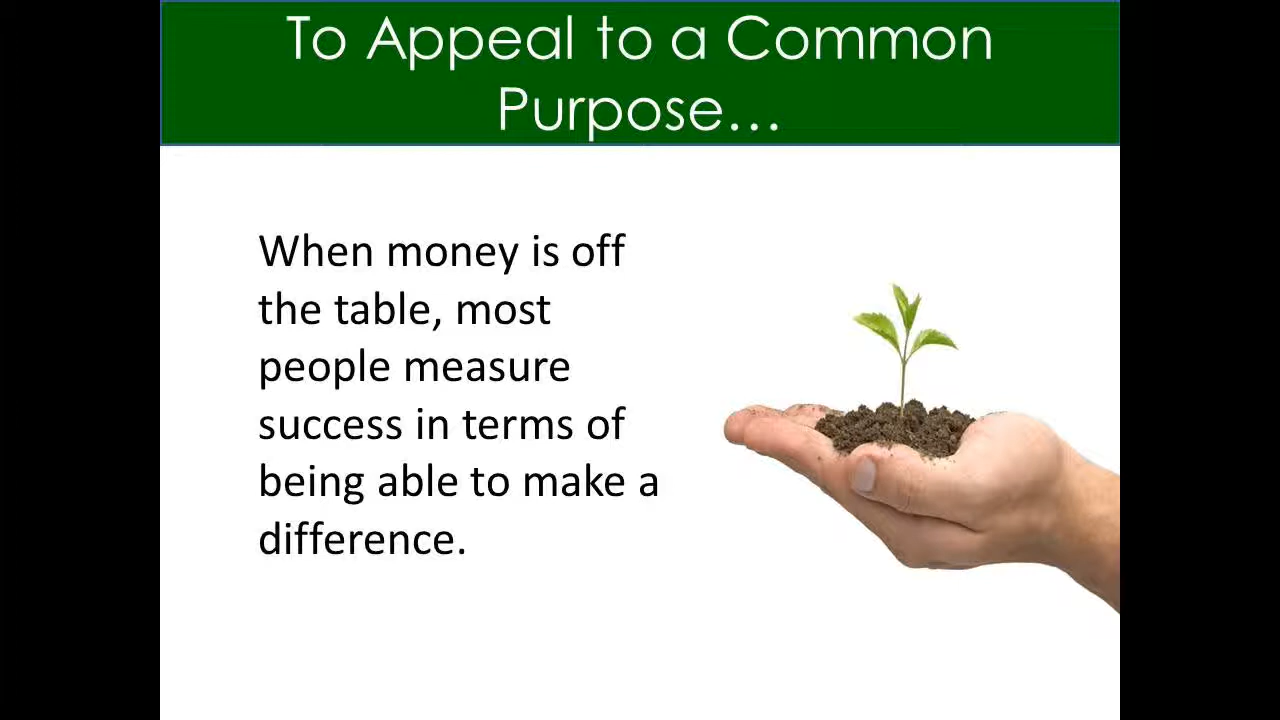 To Appeal to a Common
Purpose…
When money is off
the table, most
people measure
success in terms of
being able to make a
difference.